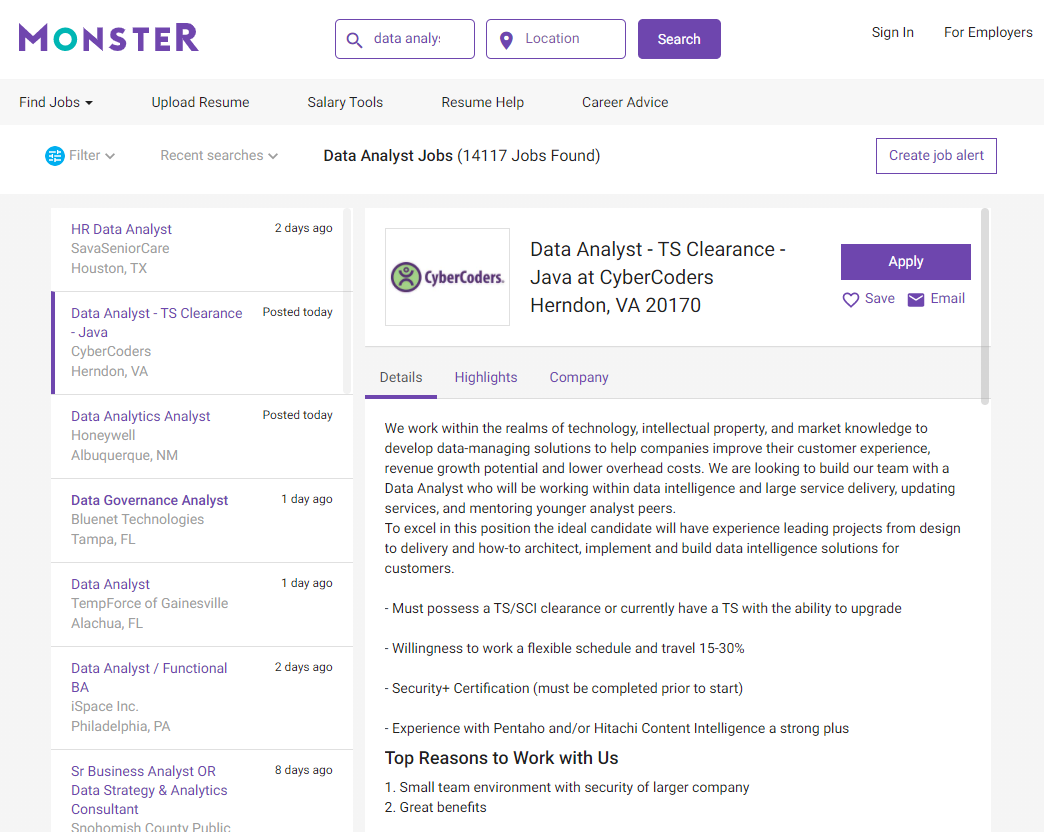 MONSTER
data analys
Location
Search
Sign In
For Employers
Find Jobs
Upload Resume
Salary Tools
Resume Help
Career Advice
Filter
Recent searches
Data Analyst Jobs (14117 Jobs Found)
Create job alert
HR Data Analyst
2 days ago
SavaSeniorCare
Houston, TX
Data Analyst - TS Clearance
- Java
Posted today
CyberCoders
Herndon, VA
Data Analytics Analyst
Posted today
Honeywell
Albuquerque, NM
Data Governance Analyst
1 day ago
Bluenet Technologies
Tampa, FL
Data Analyst
1 day ago
TempForce of Gainesville
Alachua, FL
Data Analyst / Functional
BA
2 days ago
iSpace Inc.
Philadelphia, PA
Sr Business Analyst OR
Data Strategy & Analytics
Consultant
8 days ago
Snohomish County Public
CyberCoders.
Data Analyst - TS Clearance -
Java at CyberCoders
Herndon, VA 20170
Apply
Save
Email
Details
Highlights
Company
We work within the realms of technology, intellectual property, and market knowledge to
develop data-managing solutions to help companies improve their customer experience,
revenue growth potential and lower overhead costs. We are looking to build our team with a
Data Analyst who will be working within data intelligence and large service delivery, updating
services, and mentoring younger analyst peers.
To excel in this position the ideal candidate will have experience leading projects from design
to delivery and how-to architect, implement and build data intelligence solutions for
customers.
- Must possess a TS/SCI clearance or currently have a TS with the ability to upgrade
- Willingness to work a flexible schedule and travel 15-30%
- Security+ Certification (must be completed prior to start)
- Experience with Pentaho and/or Hitachi Content Intelligence a strong plus
Top Reasons to Work with Us
1. Small team environment with security of larger company
2. Great benefits